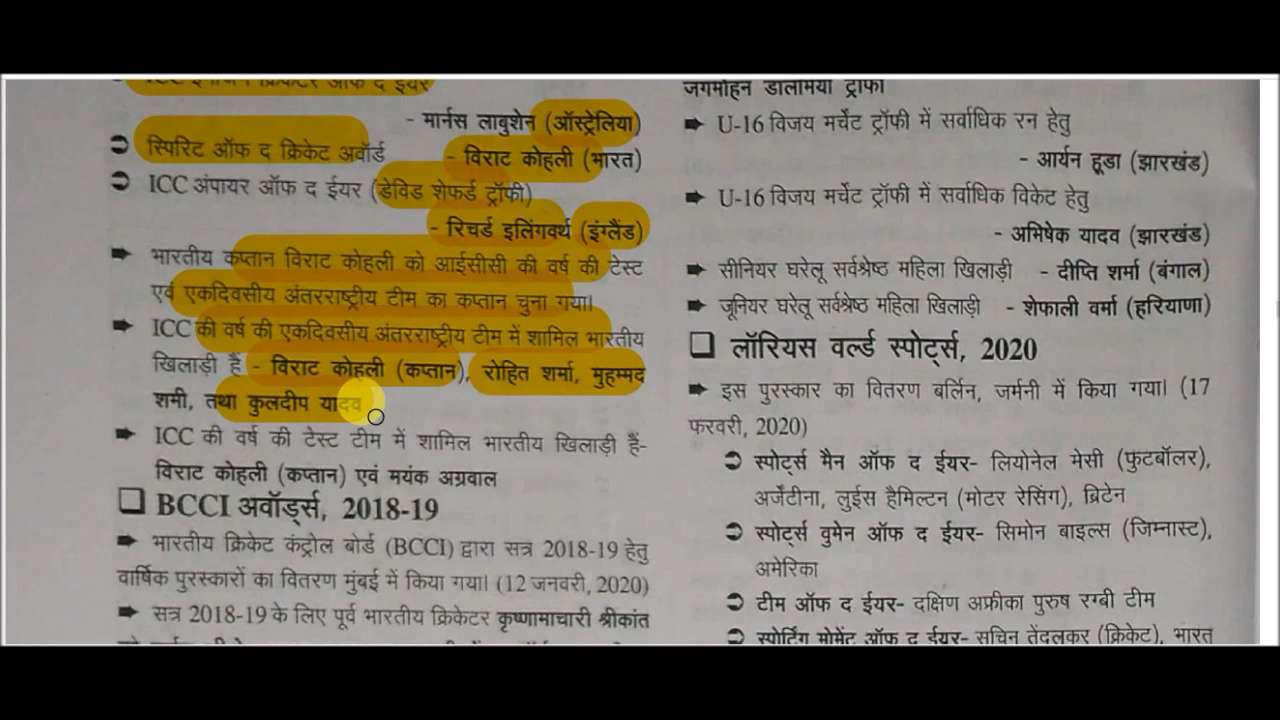 इमर्जिंग क्रिकेटर ऑफ द ईयर
- मार्नस लाबुशेन (ऑस्ट्रेलिया)
स्पिरिट ऑफ द क्रिकेट अवॉर्ड - विराट कोहली (भारत)
ICC अंपायर ऑफ द ईयर (डेविड शेफर्ड ट्रॉफी)
- रिचर्ड इलिंगवर्थ (इंग्लैंड)
भारतीय कप्तान विराट कोहली को आईसीसी की वर्ष की टेस्ट
एवं एकदिवसीय अंतरराष्ट्रीय टीम का कप्तान चुना गया।
ICC की वर्ष की एकदिवसीय अंतरराष्ट्रीय टीम में शामिल भारतीय
खिलाड़ी हैं - विराट कोहली (कप्तान), रोहित शर्मा, मुहम्मद
शमी, तथा कुलदीप यादव
ICC की वर्ष की टेस्ट टीम में शामिल भारतीय खिलाड़ी हैं-
विराट कोहली (कप्तान) एवं मयंक अग्रवाल
BCCI अवॉर्ड्स, 2018-19
भारतीय क्रिकेट कंट्रोल बोर्ड (BCCI) द्वारा सत्र 2018-19 हेतु
वार्षिक पुरस्कारों का वितरण मुंबई में किया गया। (12 जनवरी, 2020)
सत्र 2018-19 के लिए पूर्व भारतीय क्रिकेटर कृष्णामाचारी श्रीकांत
जगमोहन डालमिया ट्रॉफी
U-16 विजय मर्चेंट ट्रॉफी में सर्वाधिक रन हेतु
- आर्यन हूडा (झारखंड)
U-16 विजय मर्चेंट ट्रॉफी में सर्वाधिक विकेट हेतु
- अभिषेक यादव (झारखंड)
सीनियर घरेलू सर्वश्रेष्ठ महिला खिलाड़ी - दीप्ति शर्मा (बंगाल)
जूनियर घरेलू सर्वश्रेष्ठ महिला खिलाड़ी - शेफाली वर्मा (हरियाणा)
लॉरियस वर्ल्ड स्पोर्ट्स, 2020
इस पुरस्कार का वितरण बर्लिन, जर्मनी में किया गया। (17
फरवरी, 2020)
स्पोर्ट्स मैन ऑफ द ईयर- लियोनेल मेसी (फुटबॉलर),
अर्जेंटीना, लुईस हैमिल्टन (मोटर रेसिंग), ब्रिटेन
स्पोर्ट्स वुमेन ऑफ द ईयर- सिमोन बाइल्स (जिम्नास्ट),
अमेरिका
टीम ऑफ द ईयर- दक्षिण अफ्रीका पुरुष रग्बी टीम
स्पोर्टिंग मोमेंट ऑफ द ईयर- सचिन तेंदलकर (क्रिकेट), भारत